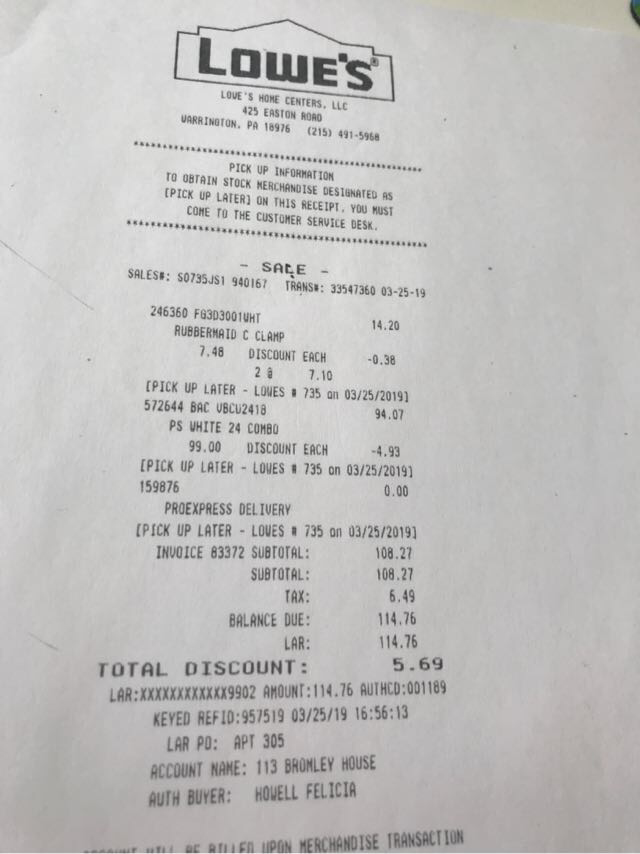 LOWE'S®
LOWE'S HOME CENTERS, LLC
425 EASTON ROAD
WARRINGTON, PA 18976 (215) 491-5968
************************************************
PICK UP INFORMATION
TO OBTAIN STOCK MERCHANDISE DESIGNATED AS
[PICK UP LATER] ON THIS RECEIPT, YOU MUST
COME TO THE CUSTOMER SERVICE DESK.
************************************************
- SALE -
SALES#: S0735JS1 940167 TRANS#: 33547360 03-25-19
246360 FG3D3001WHT 14.20
RUBBERMAID C CLAMP
7.48 DISCOUNT EACH -0.38
2 @ 7.10
[PICK UP LATER - LOWES # 735 on 03/25/2019]
572644 BAC VBCU2418 94.07
PS WHITE 24 COMBO
99.00 DISCOUNT EACH -4.93
[PICK UP LATER - LOWES # 735 on 03/25/2019]
159876 0.00
PROEXPRESS DELIVERY
[PICK UP LATER - LOWES # 735 on 03/25/2019]
INVOICE 83372 SUBTOTAL: 108.27
SUBTOTAL: 108.27
TAX: 6.49
BALANCE DUE: 114.76
LAR: 114.76
TOTAL DISCOUNT: 5.69
LAR:XXXXXXXXXXXX9902 AMOUNT:114.76 AUTHCD:001189
KEYED REFID:957519 03/25/19 16:56:13
LAR PO: APT 305
ACCOUNT NAME: 113 BROMLEY HOUSE
AUTH BUYER: HOWELL FELICIA
ACCOUNT WILL BE BILLED UPON MERCHANDISE TRANSACTION